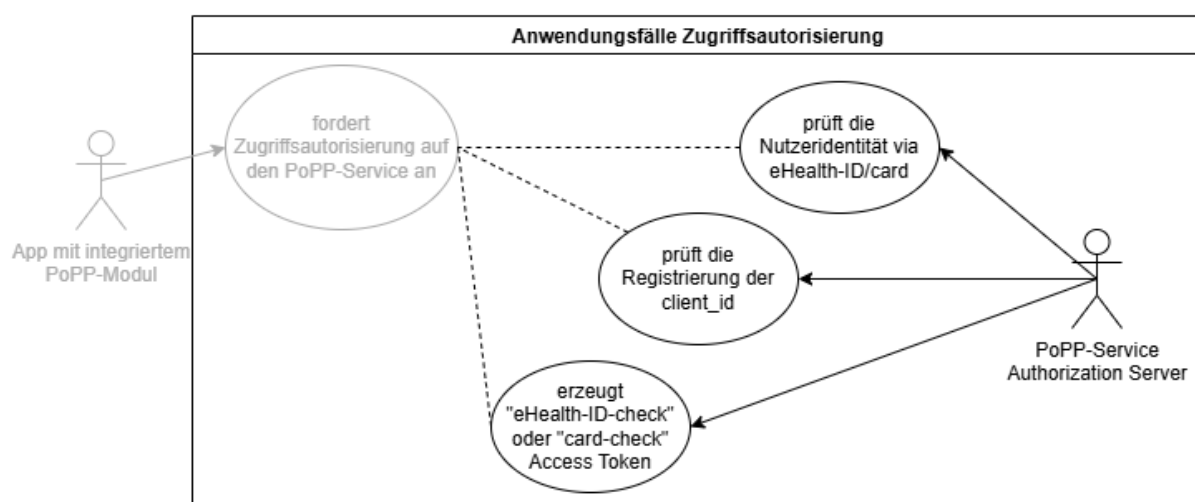 Anwendungsfälle Zugriffsautorisierung
fordert
Zugriffsautorisierung auf
den PoPP-Service an
prüft die
Nutzeridentität via
eHealth-ID/card
App mit integriertem
PoPP-Modul
prüft die
Registrierung der
client_id
PoPP-Service
Authorization Server
erzeugt
"eHealth-ID-check"
oder "card-check"
Access Token